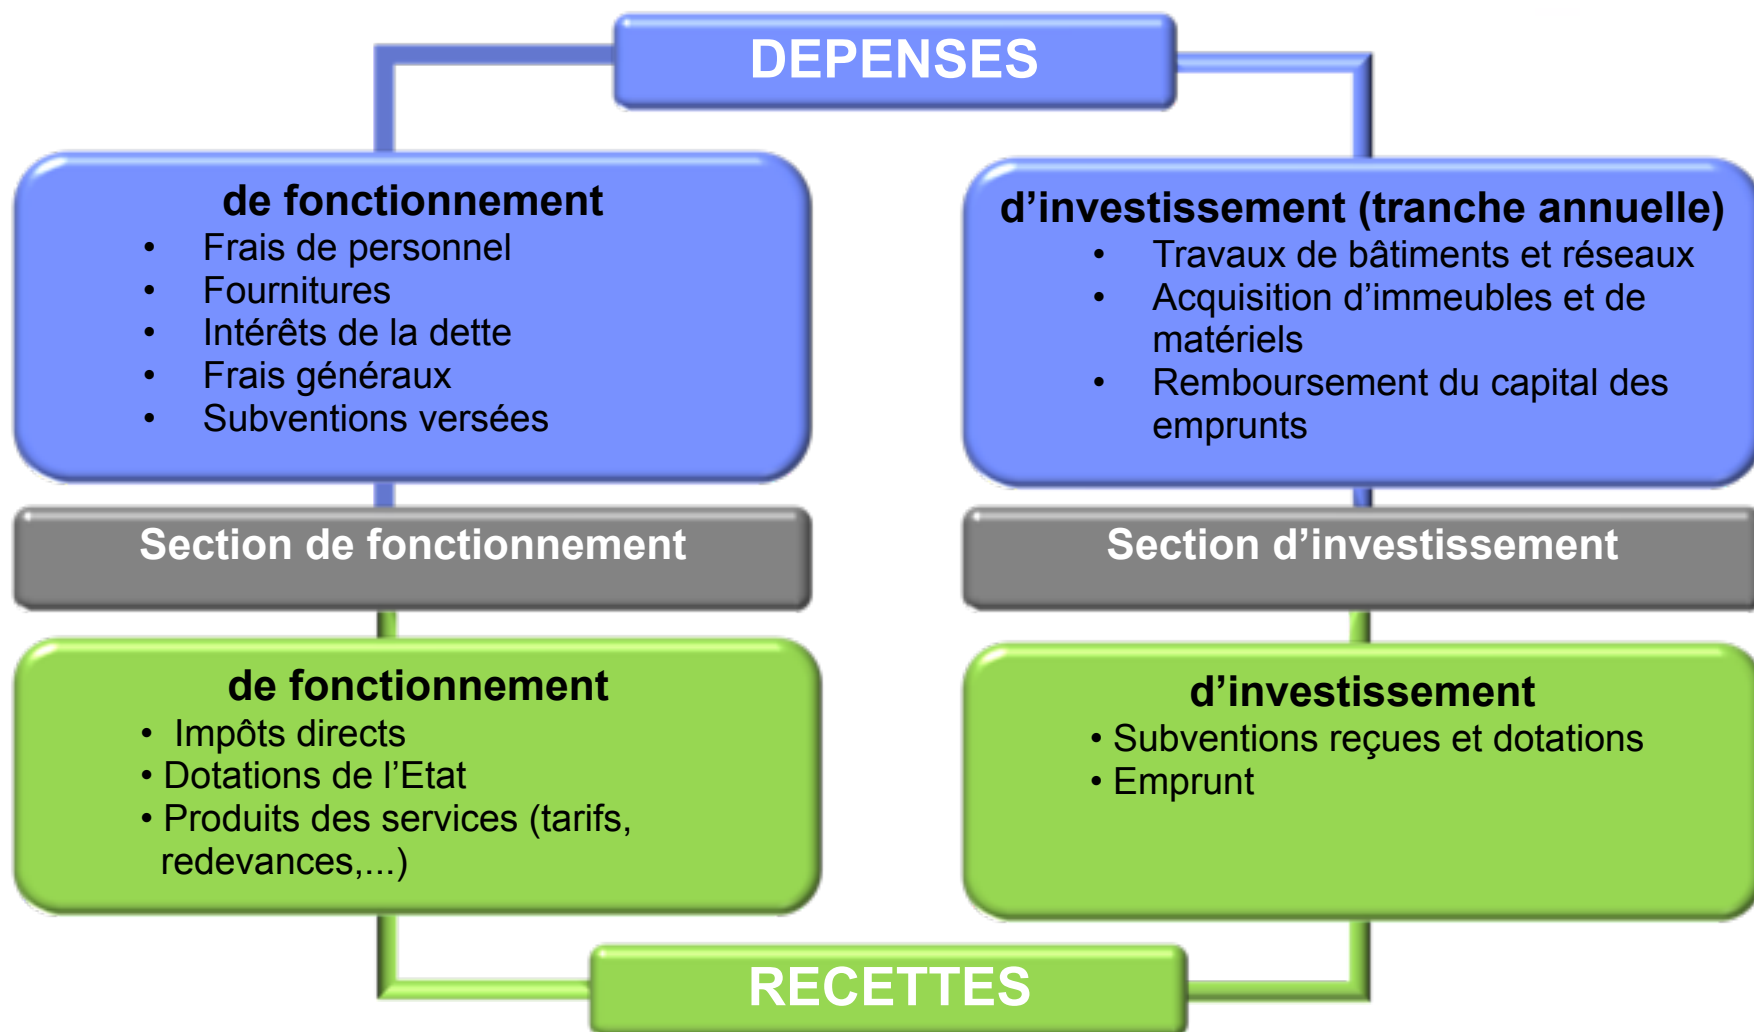 DEPENSES
de fonctionnement
• Frais de personnel
• Fournitures
• Intérêts de la dette
• Frais généraux
• Subventions versées
d’investissement (tranche annuelle)
• Travaux de bâtiments et réseaux
• Acquisition d’immeubles et de
matériels
• Remboursement du capital des
emprunts
Section de fonctionnement
Section d’investissement
de fonctionnement
• Impôts directs
• Dotations de l’Etat
• Produits des services (tarifs,
redevances,...)
d’investissement
• Subventions reçues et dotations
• Emprunt
RECETTES